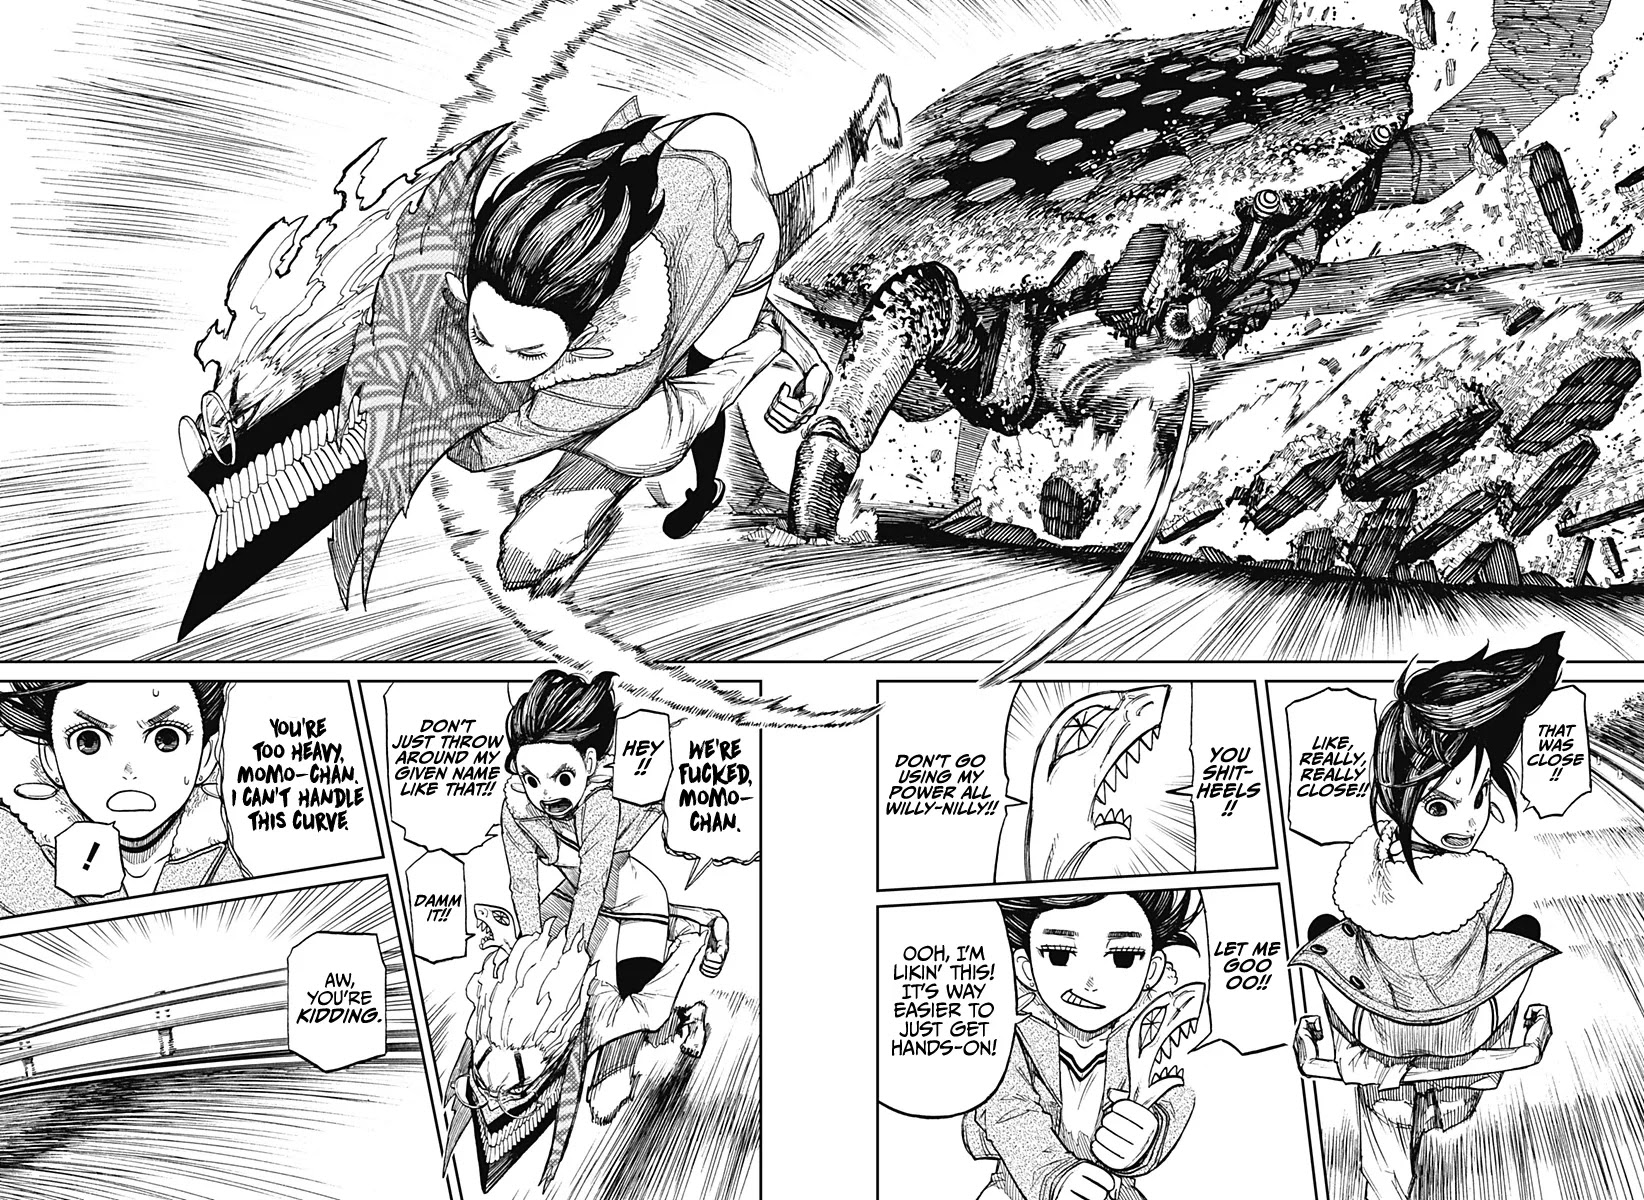 THAT
WAS
CLOSE
!!
LIKE,
REALLY,
REALLY
CLOSE!!
YOU
SHIT-
HEELS
!!
DON'T GO
USING MY
POWER ALL
WILLY-NILLY!!
LET ME
GOO
OO!!
OOH, I'M
LIKIN' THIS!
IT'S WAY
EASIER TO
JUST GET
HANDS-ON!
WE'RE
FUCKED,
MOMO-
CHAN.
HEY
!!
DON'T
JUST THROW
AROUND MY
GIVEN NAME
LIKE THAT!!
DAMM
IT!!
YOU'RE
TOO HEAVY,
MOMO-CHAN.
I CAN'T HANDLE
THIS CURVE.
!
AW,
YOU'RE
KIDDING.